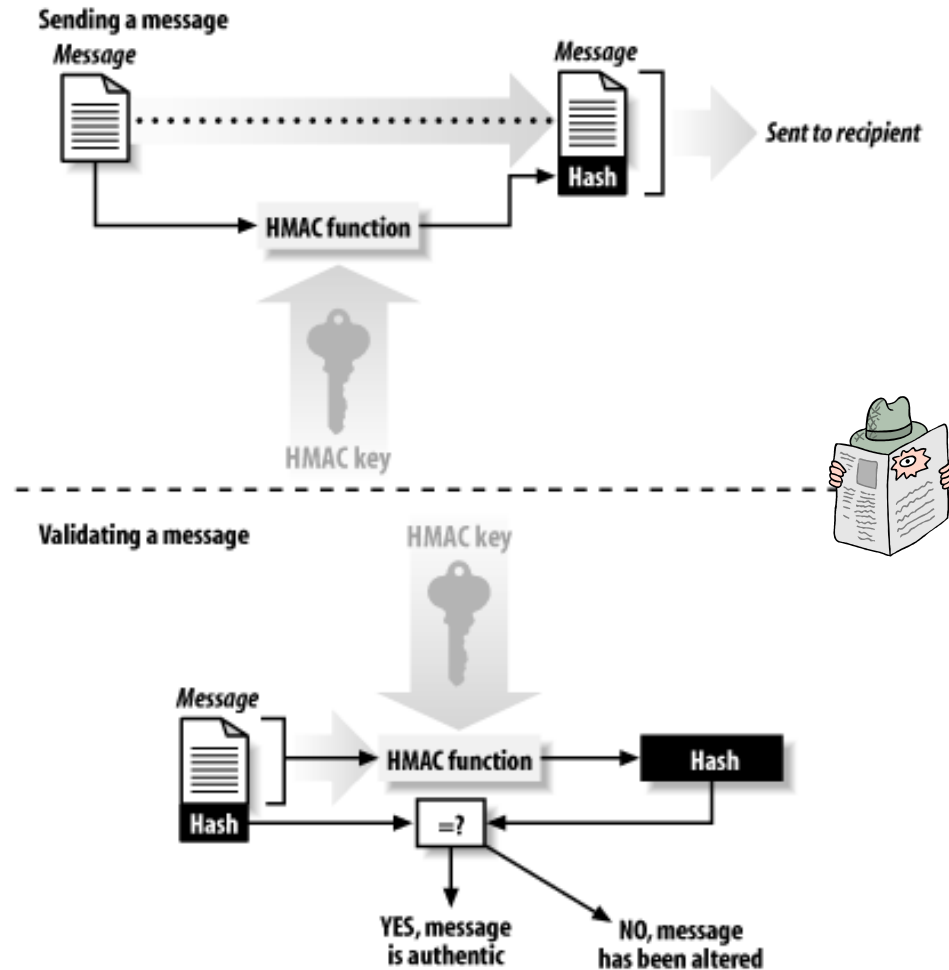 Sending a message
Message
Message
Hash
Sent to recipient
HMAC function
HMAC key
Validating a message
HMAC key
Message
Hash
HMAC function
Hash
=?
YES, message
is authentic
NO, message
has been altered